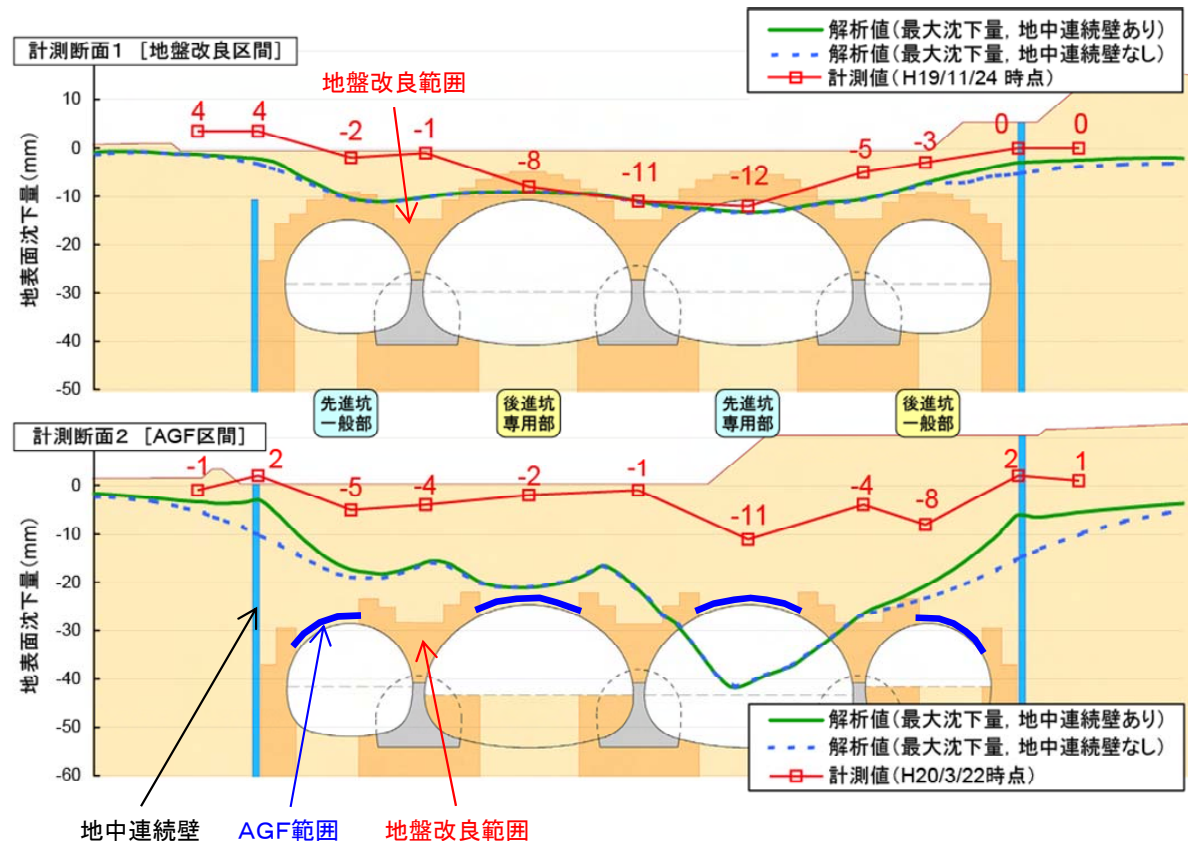 計測断面1 [地盤改良区間]
解析値(最大沈下量, 地中連続壁あり)
解析値(最大沈下量, 地中連続壁なし)
計測値(H19/11/24 時点)
地盤改良範囲
地表面沈下量(mm)
10
0
-10
-20
-30
-40
-50
4 4 -2 -1 -8 -11 -12 -5 -3 0 0
先進坑
一般部
後進坑
専用部
先進坑
専用部
後進坑
一般部
計測断面2 [AGF区間]
地表面沈下量(mm)
0
-10
-20
-30
-40
-50
-60
-1 2 -5 -4 -2 -1 -11 -4 -8 2 1
解析値(最大沈下量, 地中連続壁あり)
解析値(最大沈下量, 地中連続壁なし)
計測値(H20/3/22時点)
地中連続壁 AGF範囲 地盤改良範囲